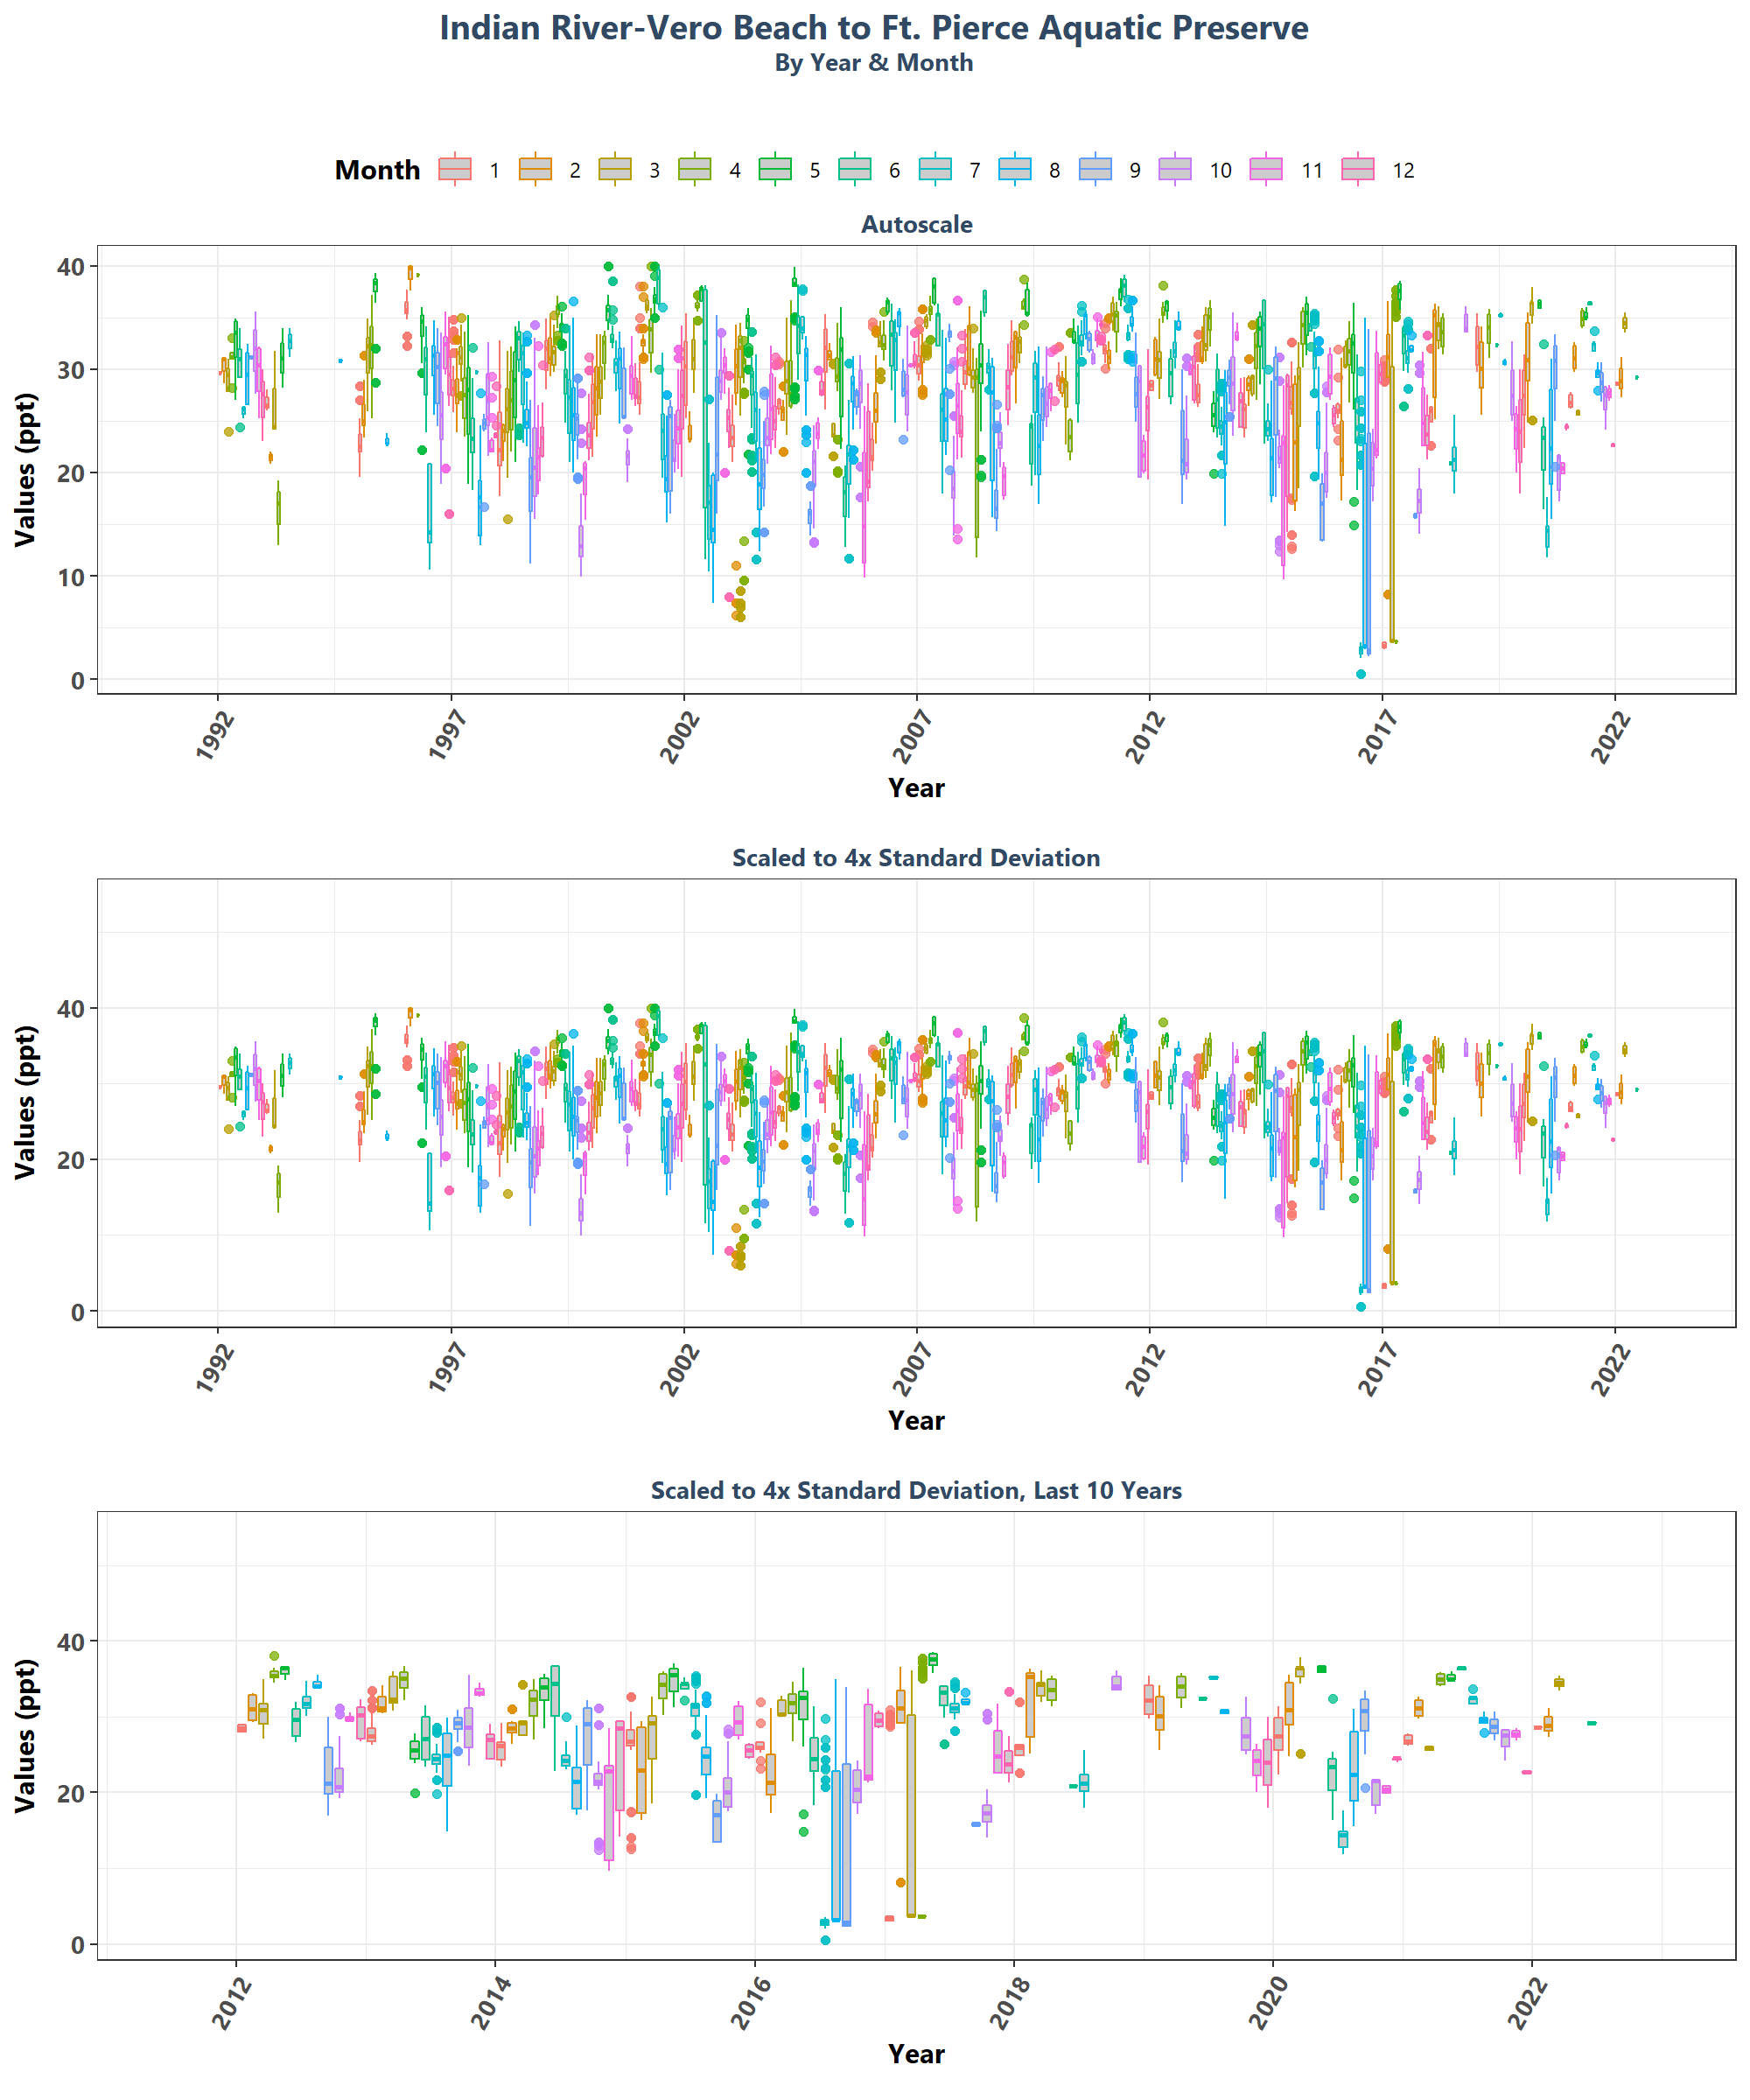 Indian River-Vero Beach to Ft. Pierce Aquatic Preserve
By Year & Month
Month 1 2 3 4 5 6 7 8 9 10 11 12
Autoscale
Values (ppt)
40
30
20
10
0
1992 1997 2002 2007 2012 2017 2022
Year
Scaled to 4x Standard Deviation
Values (ppt)
40
20
0
1992 1997 2002 2007 2012 2017 2022
Year
Scaled to 4x Standard Deviation, Last 10 Years
Values (ppt)
40
20
0
2012 2014 2016 2018 2020 2022
Year